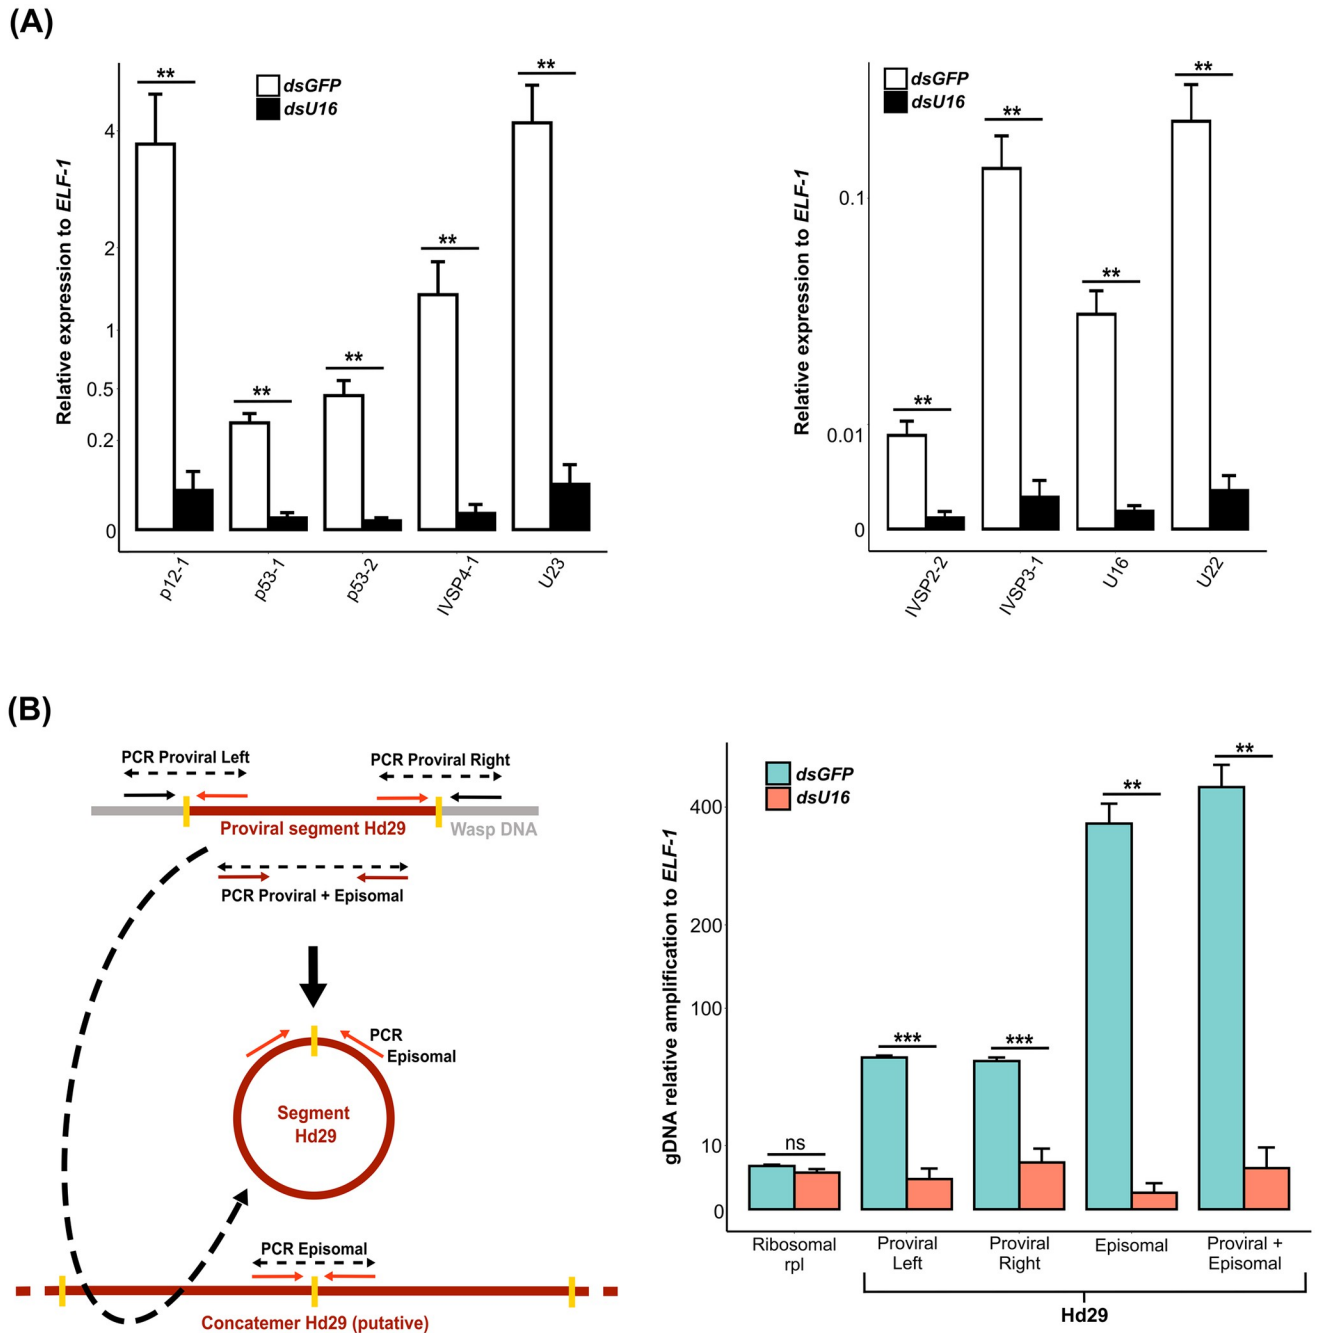 (A)
Relative expression to ELF-1
4
2
1
0.5
0.2
0
**
**
**
**
**
dsGFP
dsU16
p12-1
p53-1
p53-2
IVSP4-1
U23
Relative expression to ELF-1
0.1
0.01
0
**
**
**
**
dsGFP
dsU16
IVSP2-2
IVSP3-1
U16
U22
(B)
PCR Proviral Left
PCR Proviral Right
Proviral segment Hd29
Wasp DNA
PCR Proviral + Episomal
PCR
Episomal
Segment
Hd29
PCR Episomal
Concatemer Hd29 (putative)
gDNA relative amplification to ELF-1
400
200
100
10
0
dsGFP
dsU16
ns
***
***
**
**
Ribosomal
rpl
Proviral
Left
Proviral
Right
Episomal
Proviral +
Episomal
Hd29